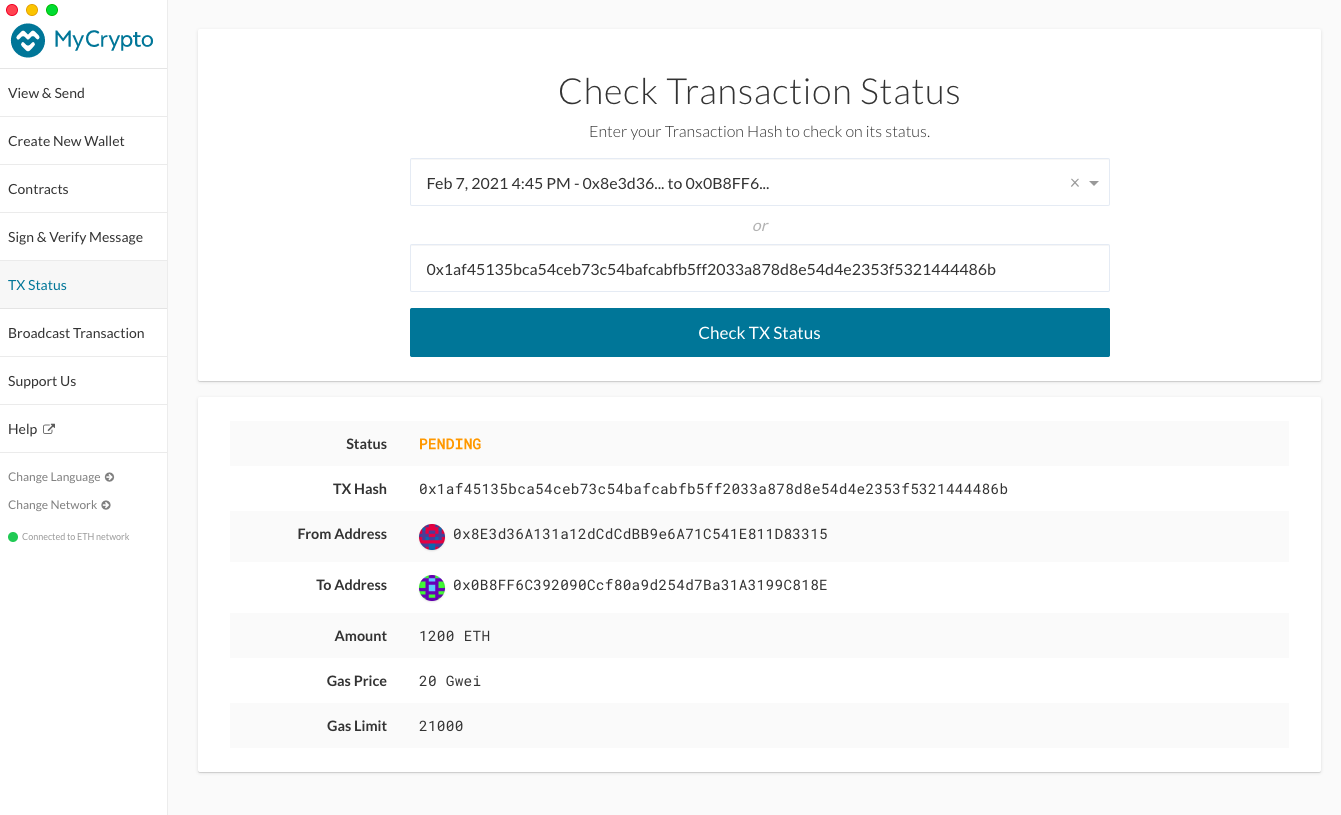 MyCrypto
View & Send
Create New Wallet
Contracts
Sign & Verify Message
TX Status
Broadcast Transaction
Support Us
Help
Change Language
Change Network
Connected to ETH network
Check Transaction Status
Enter your Transaction Hash to check on its status.
Feb 7, 2021 4:45 PM - 0x8e3d36... to 0x0B8FF6...
or
0x1af45135bca54ceb73c54bafcabfb5ff2033a878d8e54d4e2353f5321444486b
Check TX Status
Status PENDING
TX Hash 0x1af45135bca54ceb73c54bafcabfb5ff2033a878d8e54d4e2353f5321444486b
From Address 0x8E3d36A131a12dCdCdBB9e6A71C541E811D83315
To Address 0x0B8FF6C392090Ccf80a9d254d7Ba31A3199C818E
Amount 1200 ETH
Gas Price 20 Gwei
Gas Limit 21000